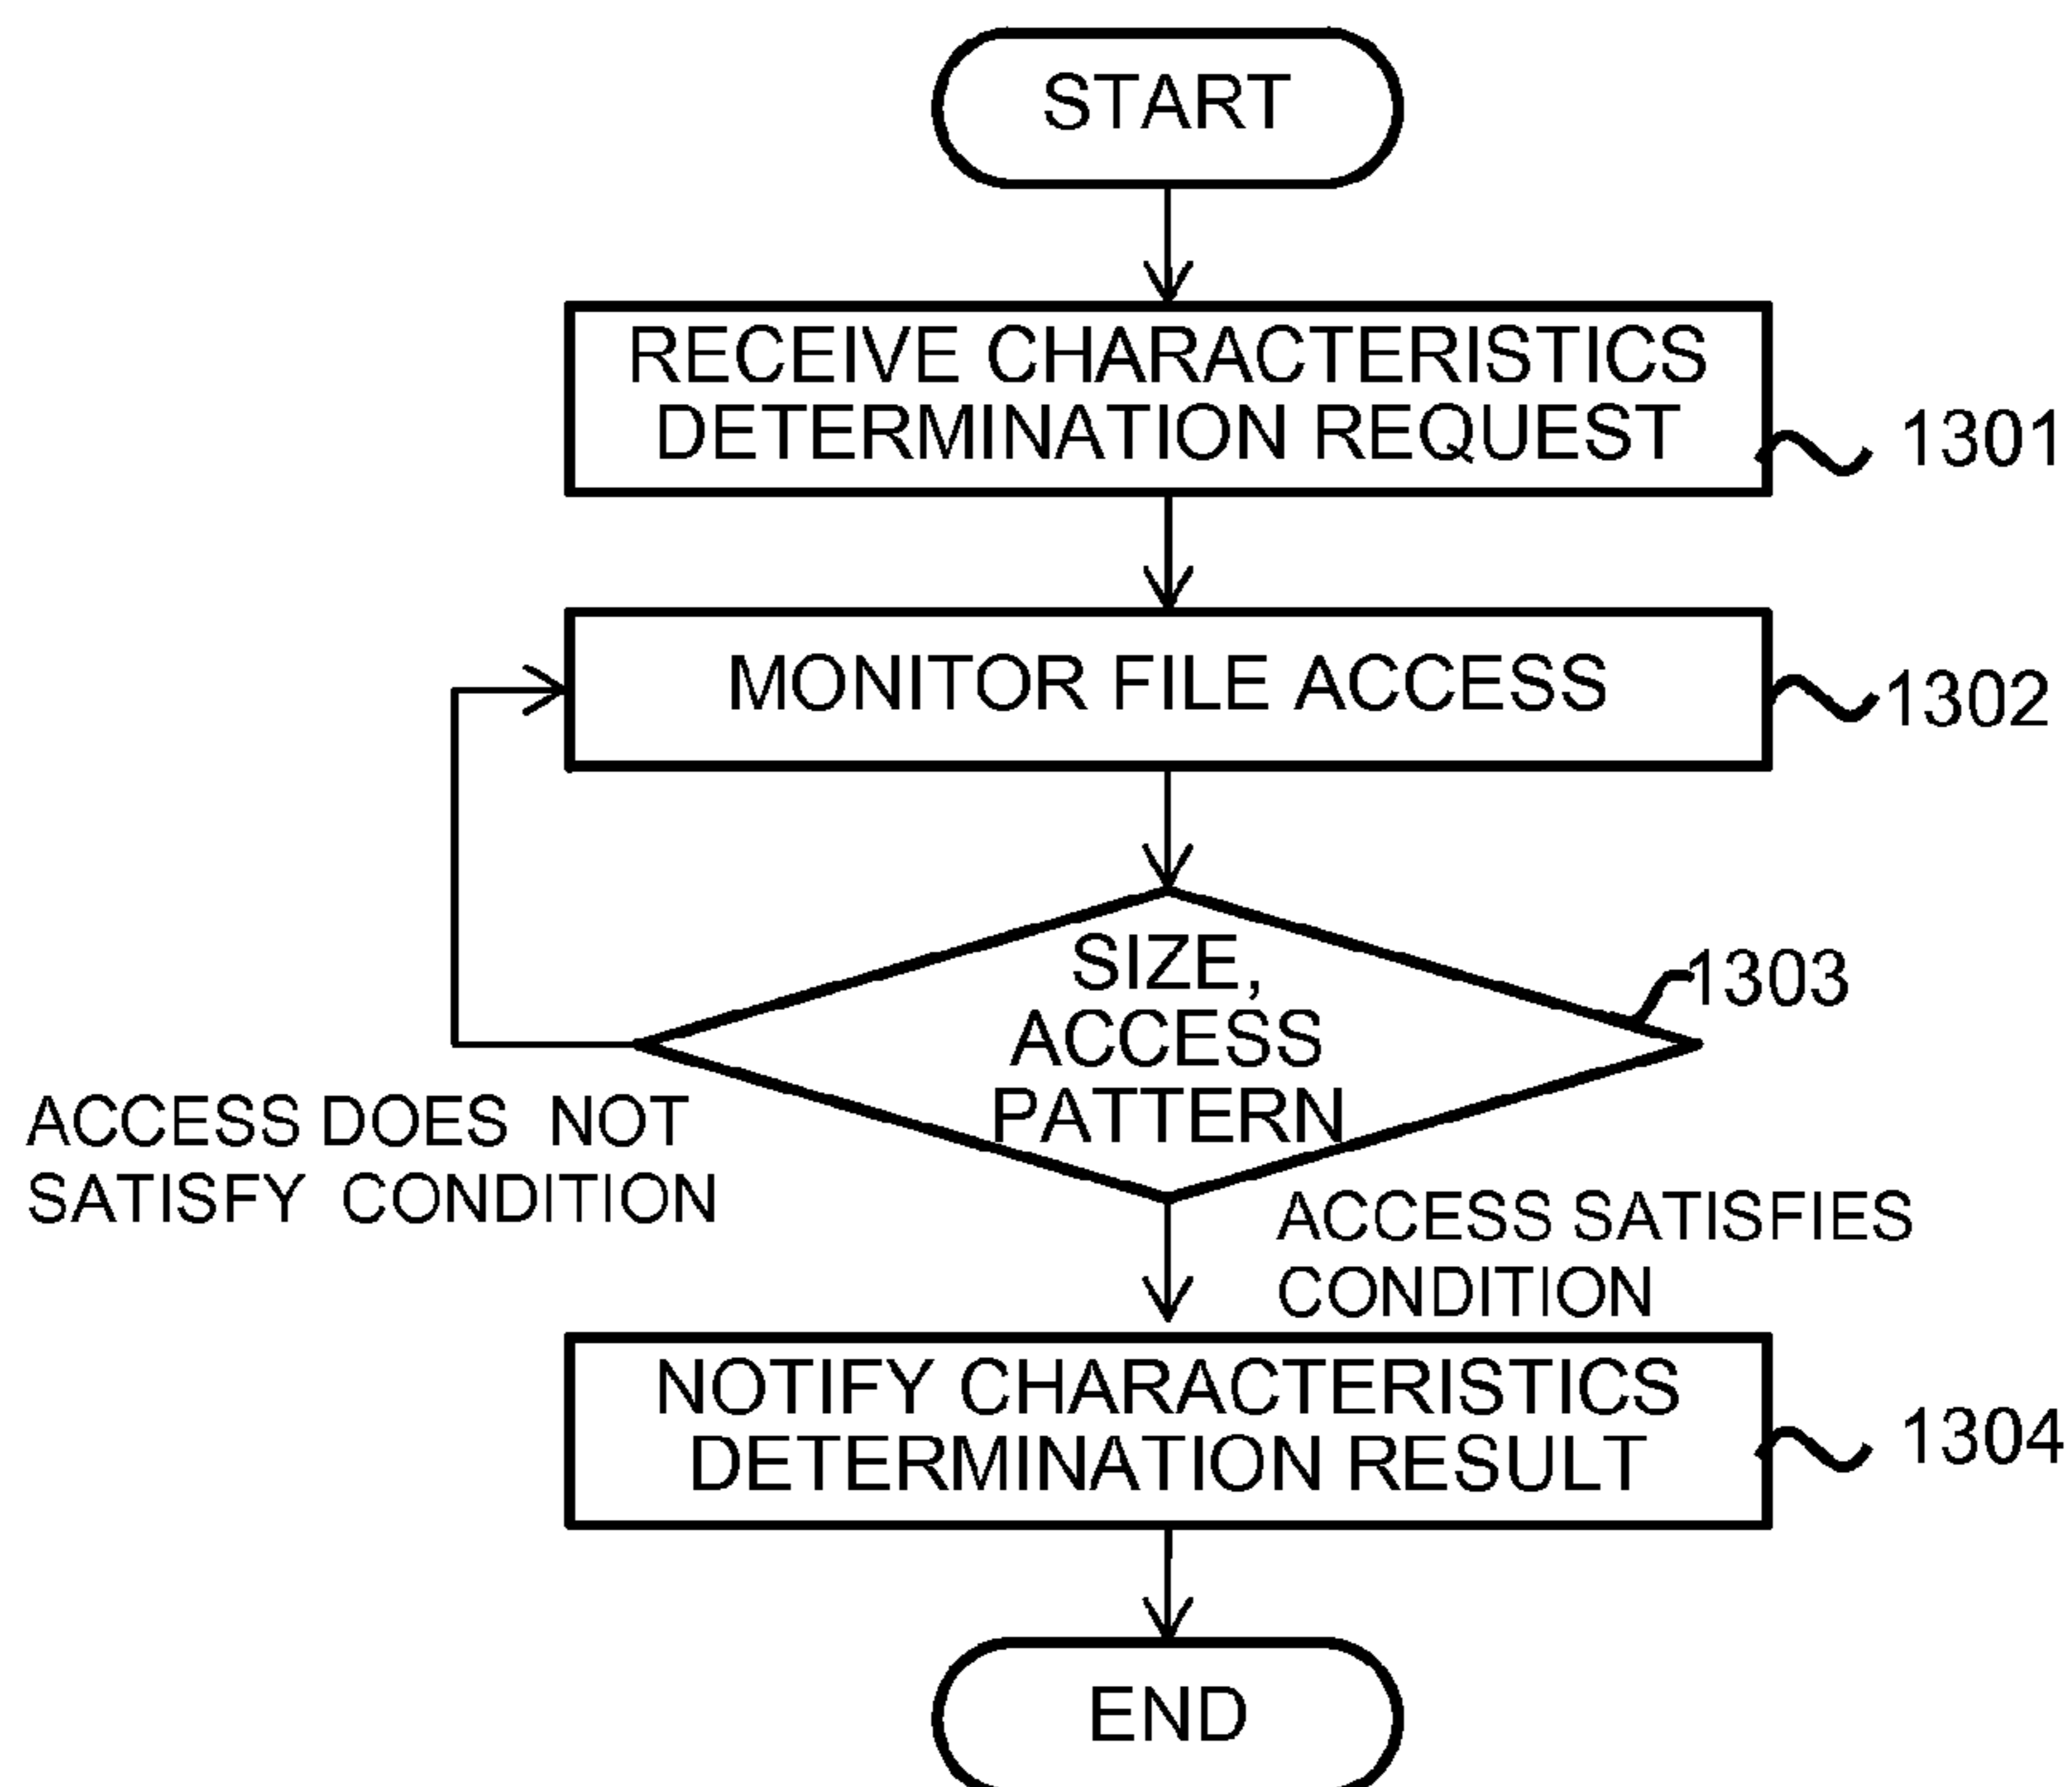 START
RECEIVE CHARACTERISTICS
DETERMINATION REQUEST
1301
MONITOR FILE ACCESS
1302
SIZE,
ACCESS
PATTERN
1303
ACCESS DOES NOT
SATISFY CONDITION
ACCESS SATISFIES
CONDITION
NOTIFY CHARACTERISTICS
DETERMINATION RESULT
1304
END